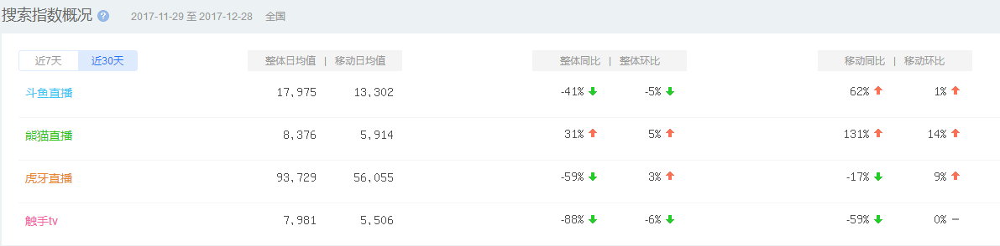 搜索指数概况 ? 2017-11-29 至 2017-12-28 全国
近7天 近30天 整体日均值 | 移动日均值 整体同比 | 整体环比 移动同比 | 移动环比
斗鱼直播 17,975 13,302 -41% -5% 62% 1%
熊猫直播 8,376 5,914 31% 5% 131% 14%
虎牙直播 93,729 56,055 -59% 3% -17% 9%
触手tv 7,981 5,506 -88% -6% -59% 0%